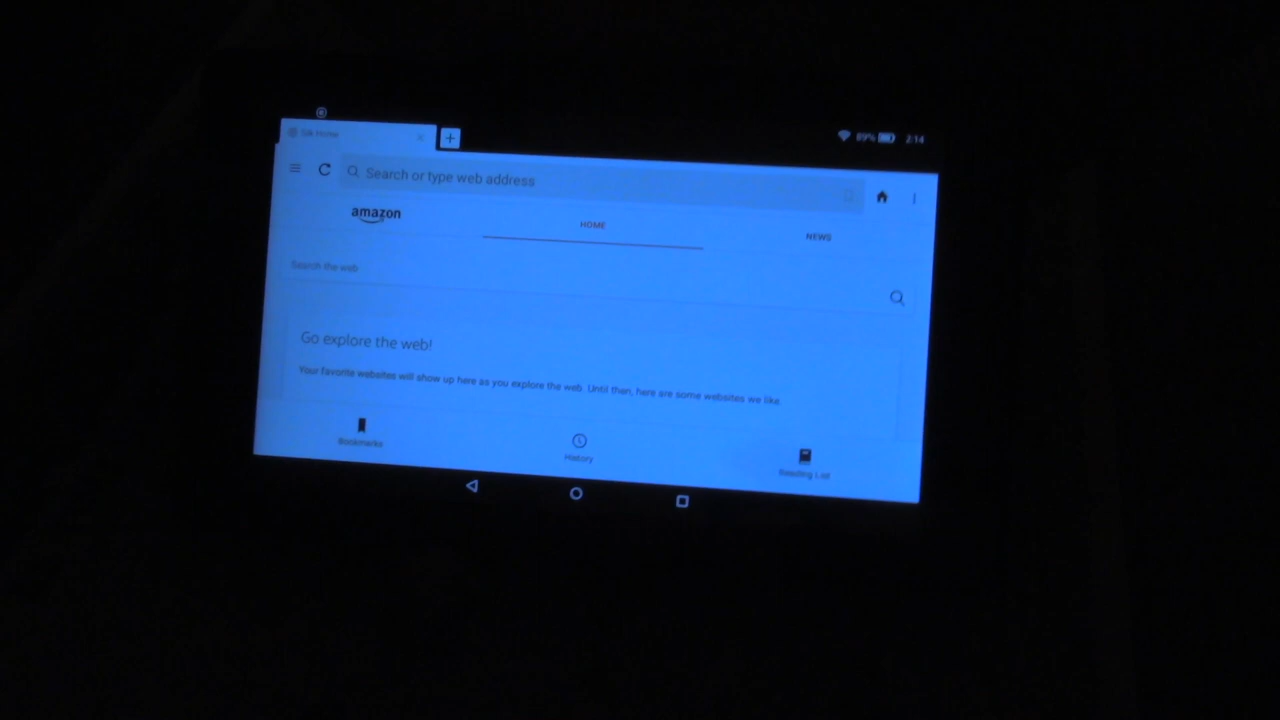 89% 2:14
Silk Home
Search or type web address
amazon HOME NEWS
Search the web
Go explore the web!
Your favorite websites will show up here as you explore the web. Until then, here are some websites we like.
Bookmarks History Reading List